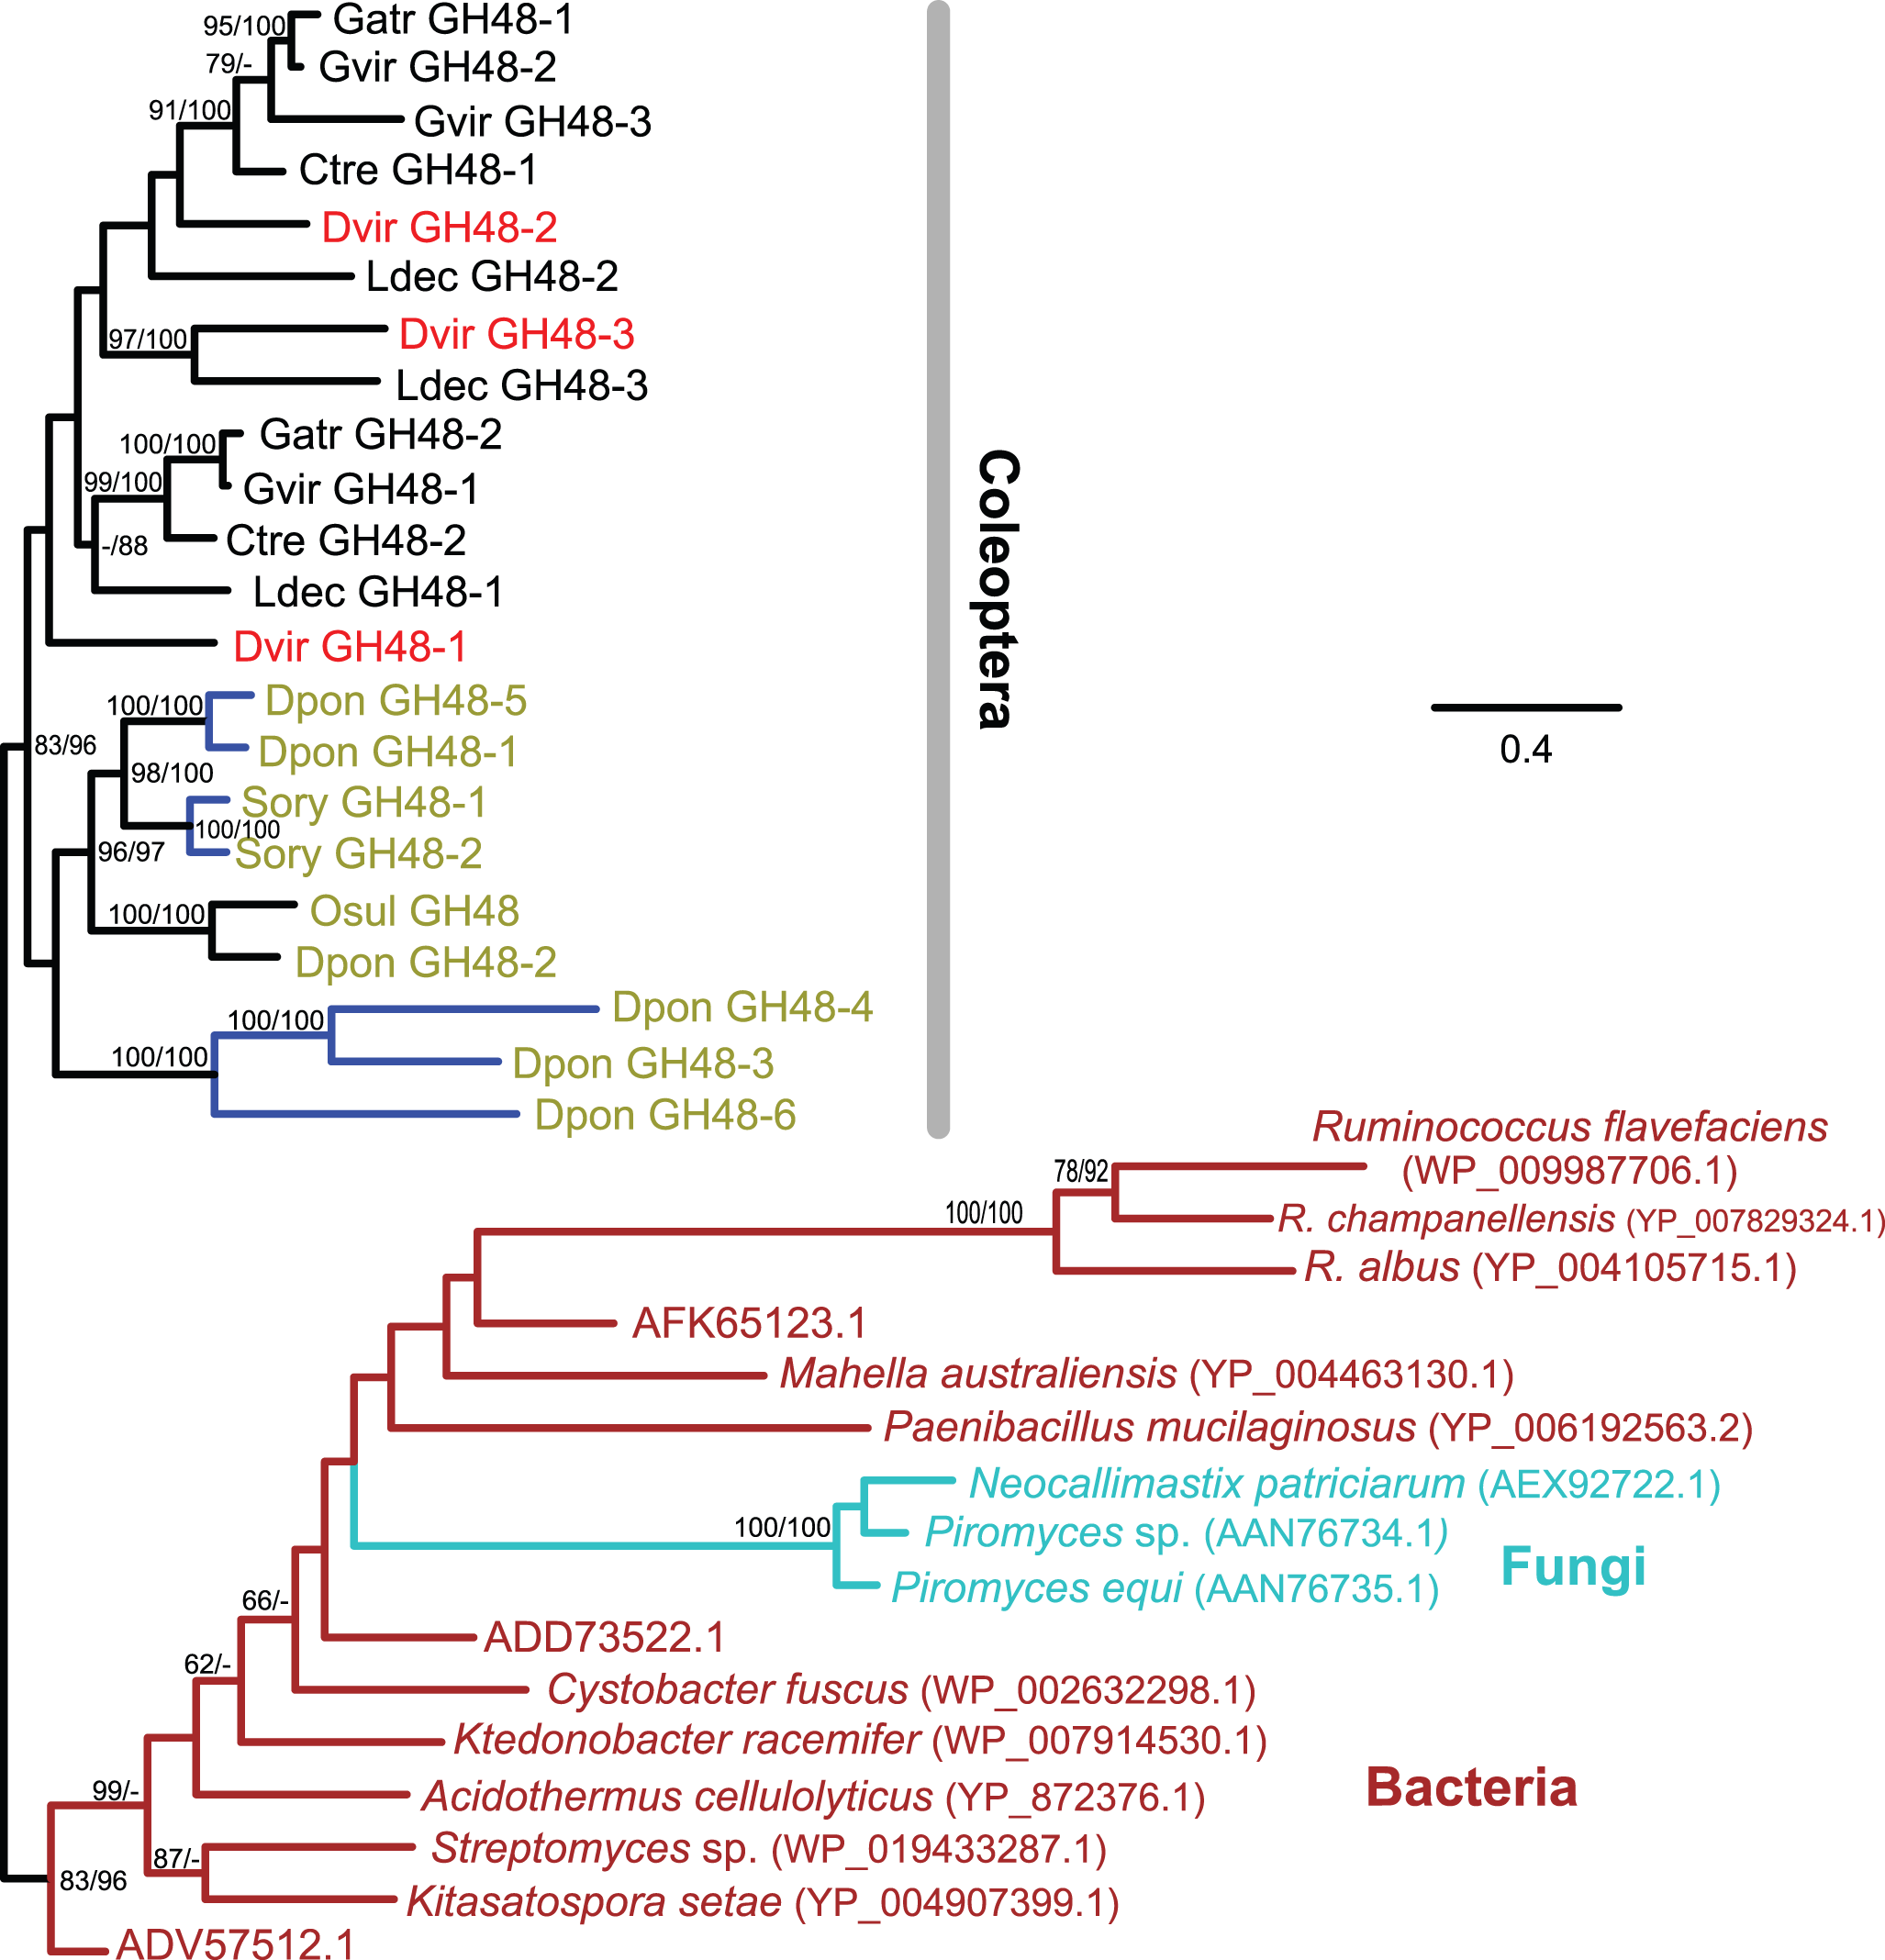 95/100
Gatr GH48-1
79/-
Gvir GH48-2
91/100
Gvir GH48-3
Ctre GH48-1
Dvir GH48-2
Ldec GH48-2
97/100
Dvir GH48-3
Ldec GH48-3
100/100
Gatr GH48-2
99/100
Gvir GH48-1
-/88
Ctre GH48-2
Ldec GH48-1
Dvir GH48-1
Coleoptera
100/100
Dpon GH48-5
83/96
Dpon GH48-1
0.4
98/100
Sory GH48-1
100/100
96/97
Sory GH48-2
100/100
Osul GH48
Dpon GH48-2
100/100
Dpon GH48-4
100/100
Dpon GH48-3
Dpon GH48-6
Ruminococcus flavefaciens
78/92
(WP_009987706.1)
100/100
R. champanellensis (YP_007829324.1)
R. albus (YP_004105715.1)
AFK65123.1
Mahella australiensis (YP_004463130.1)
Paenibacillus mucilaginosus (YP_006192563.2)
Neocallimastix patriciarum (AEX92722.1)
100/100
Piromyces sp. (AAN76734.1)
Fungi
Piromyces equi (AAN76735.1)
66/-
ADD73522.1
62/-
Cystobacter fuscus (WP_002632298.1)
Ktedonobacter racemifer (WP_007914530.1)
99/-
Acidothermus cellulolyticus (YP_872376.1)
Bacteria
87/-
Streptomyces sp. (WP_019433287.1)
83/96
Kitasatospora setae (YP_004907399.1)
ADV57512.1